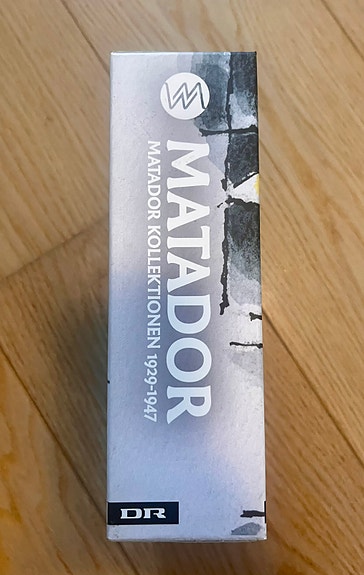 MATADOR
MATADOR KOLLEKTIONEN 1929-1947
DR